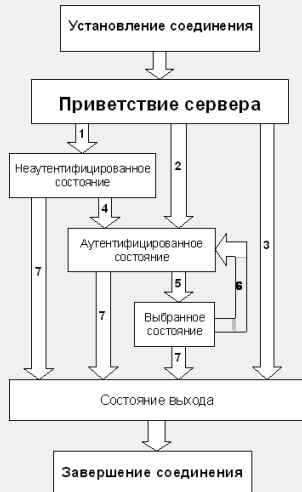 Установление соединения
Приветствие сервера
1
2
3
Неаутентифицированное
состояние
4
Аутентифицированное
состояние
7
7
5
6
Выбранное
состояние
7
Состояние выхода
Завершение соединения